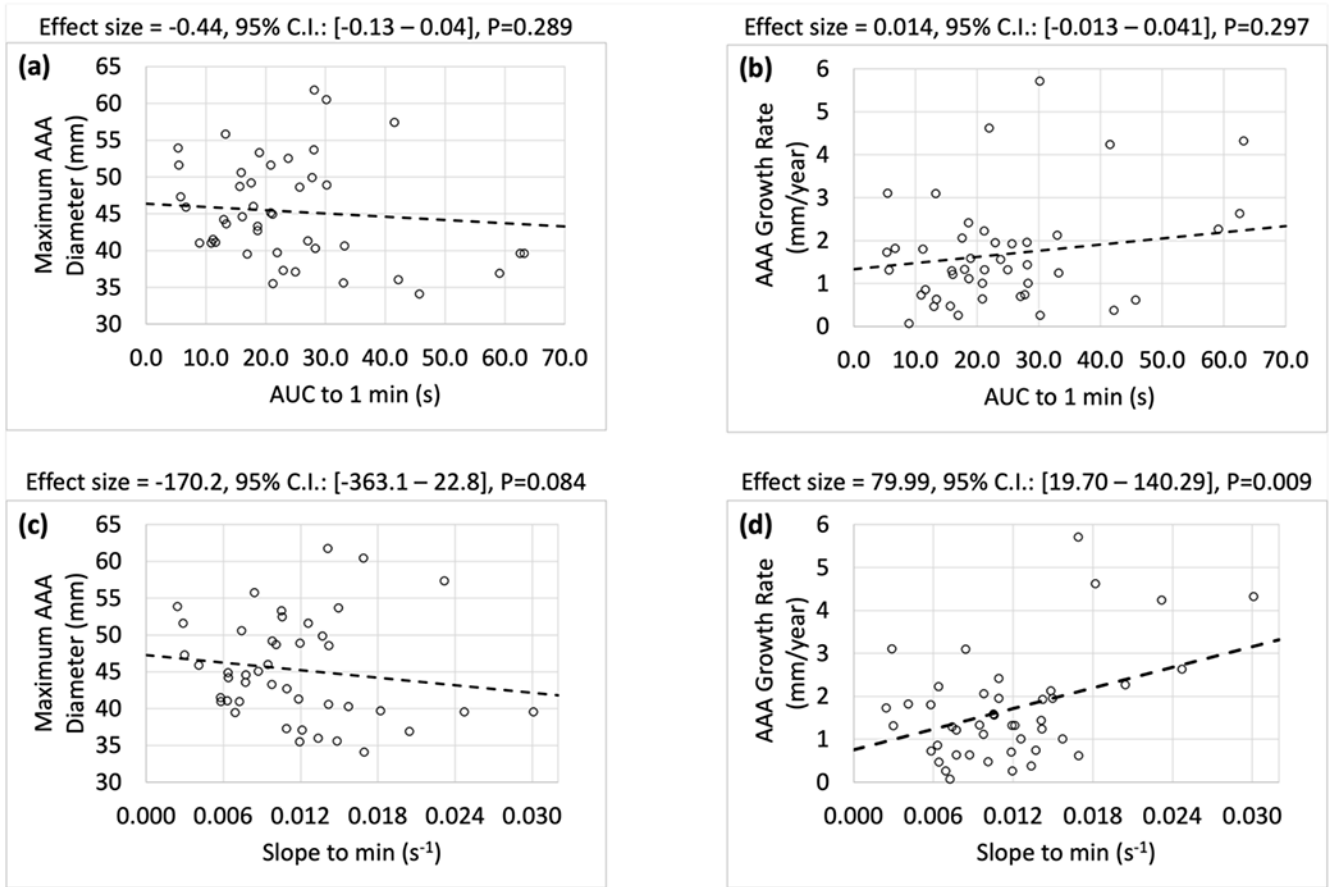 Effect size = -0.44, 95% C.I.: [-0.13 – 0.04], P=0.289
(a)
Maximum AAA
Diameter (mm)
65
60
55
50
45
40
35
30
0.0 10.0 20.0 30.0 40.0 50.0 60.0 70.0
AUC to 1 min (s)
Effect size = 0.014, 95% C.I.: [-0.013 – 0.041], P=0.297
(b)
AAA Growth Rate
(mm/year)
6
5
4
3
2
1
0
0.0 10.0 20.0 30.0 40.0 50.0 60.0 70.0
AUC to 1 min (s)
Effect size = -170.2, 95% C.I.: [-363.1 – 22.8], P=0.084
(c)
Maximum AAA
Diameter (mm)
65
60
55
50
45
40
35
30
0.000 0.006 0.012 0.018 0.024 0.030
Slope to min (s⁻¹)
Effect size = 79.99, 95% C.I.: [19.70 – 140.29], P=0.009
(d)
AAA Growth Rate
(mm/year)
6
5
4
3
2
1
0
0.000 0.006 0.012 0.018 0.024 0.030
Slope to min (s⁻¹)